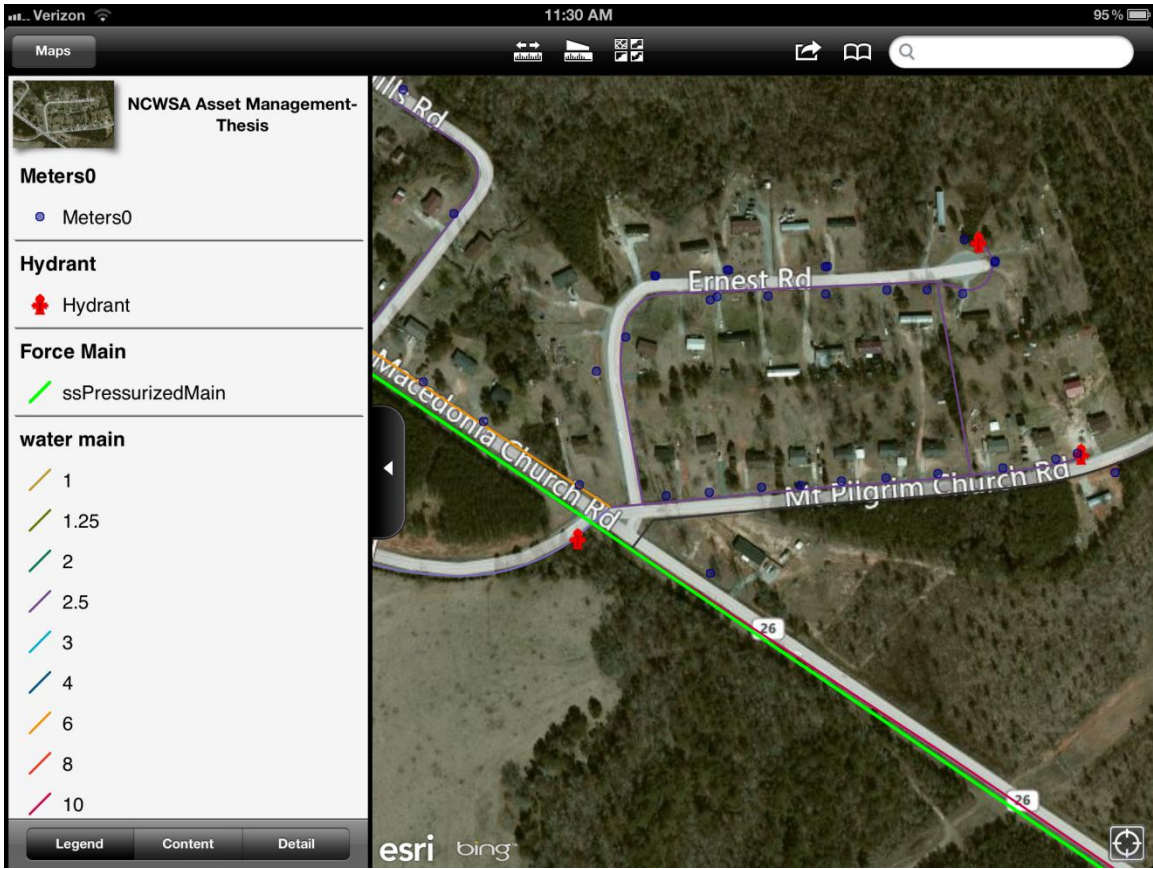 Verizon
11:30 AM
95%
Maps
NCWSA Asset Management-
Thesis
Meters0
Meters0
Hydrant
Hydrant
Force Main
ssPressurizedMain
water main
1
1.25
2
2.5
3
4
6
8
10
Legend
Content
Detail
ills Rd
Ernest Rd
Macedonia Church Rd
Mt Pilgrim Church Rd
26
26
esri
bing